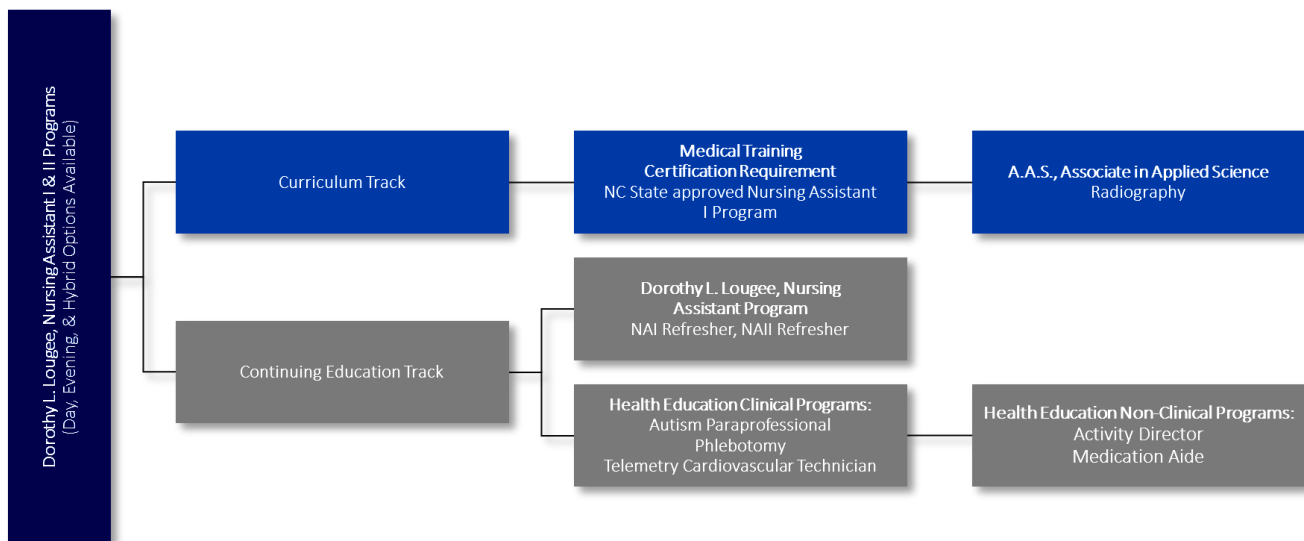 Dorothy L. Lougee, Nursing Assistant I & II Programs
(Day, Evening, & Hybrid Options Available)
Curriculum Track
Medical Training
Certification Requirement
NC State approved Nursing Assistant
I Program
A.A.S., Associate in Applied Science
Radiography
Continuing Education Track
Dorothy L. Lougee, Nursing
Assistant Program
NAI Refresher, NAII Refresher
Health Education Clinical Programs:
Autism Paraprofessional
Phlebotomy
Telemetry Cardiovascular Technician
Health Education Non-Clinical Programs:
Activity Director
Medication Aide